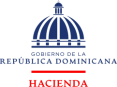 GOBIERNO DE LA
REPÚBLICA DOMINICANA
HACIENDA